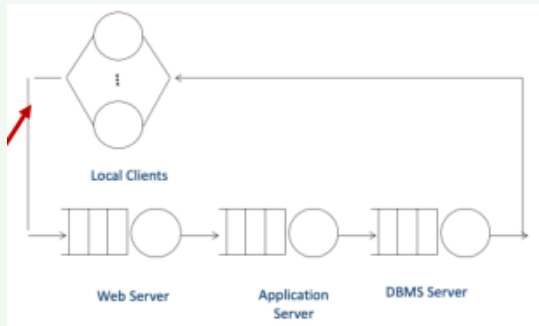 Local Clients
Web Server
Application
Server
DBMS Server